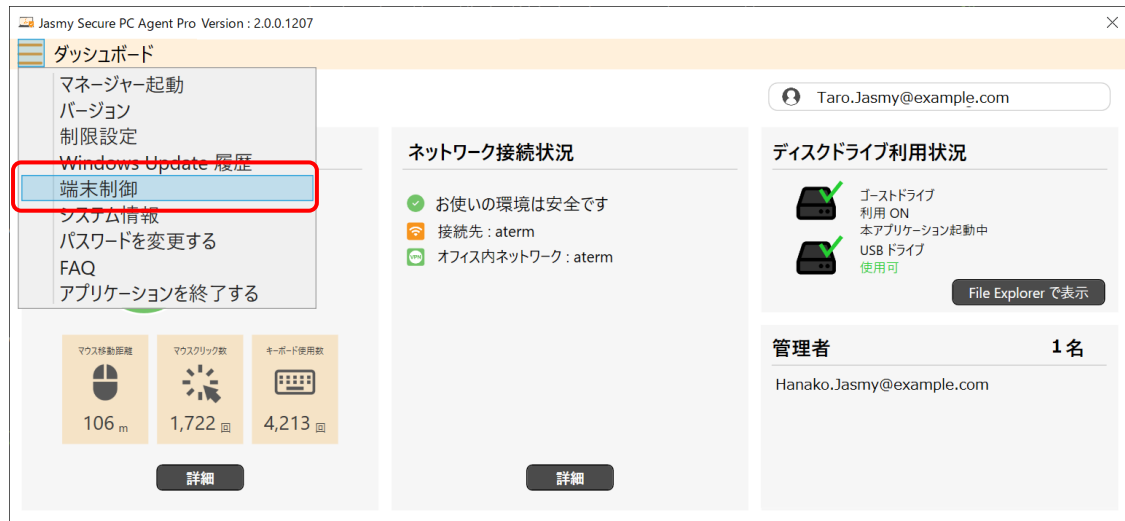 Jasmy Secure PC Agent Pro Version : 2.0.0.1207
ダッシュボード
マネージャー起動
バージョン
制限設定
Windows Update 履歴
端末制御
システム情報
パスワードを変更する
FAQ
アプリケーションを終了する
Taro.Jasmy@example.com
マウス移動距離
106 m
マウスクリック数
1,722 回
キーボード使用数
4,213 回
詳細
ネットワーク接続状況
お使いの環境は安全です
接続先 : aterm
VPN
オフィス内ネットワーク : aterm
詳細
ディスクドライブ利用状況
ゴーストドライブ
利用 ON
本アプリケーション起動中
USB ドライブ
使用可
File Explorer で表示
管理者 1 名
Hanako.Jasmy@example.com